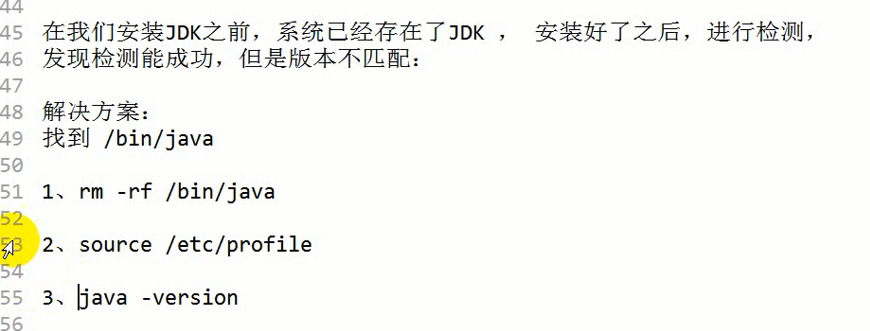 44
45 在我们安装JDK之前，系统已经存在了JDK ， 安装好了之后，进行检测，
46 发现检测能成功，但是版本不匹配：
47
48 解决方案：
49 找到 /bin/java
50
51 1、rm -rf /bin/java
52
53 2、source /etc/profile
54
55 3、java -version
56